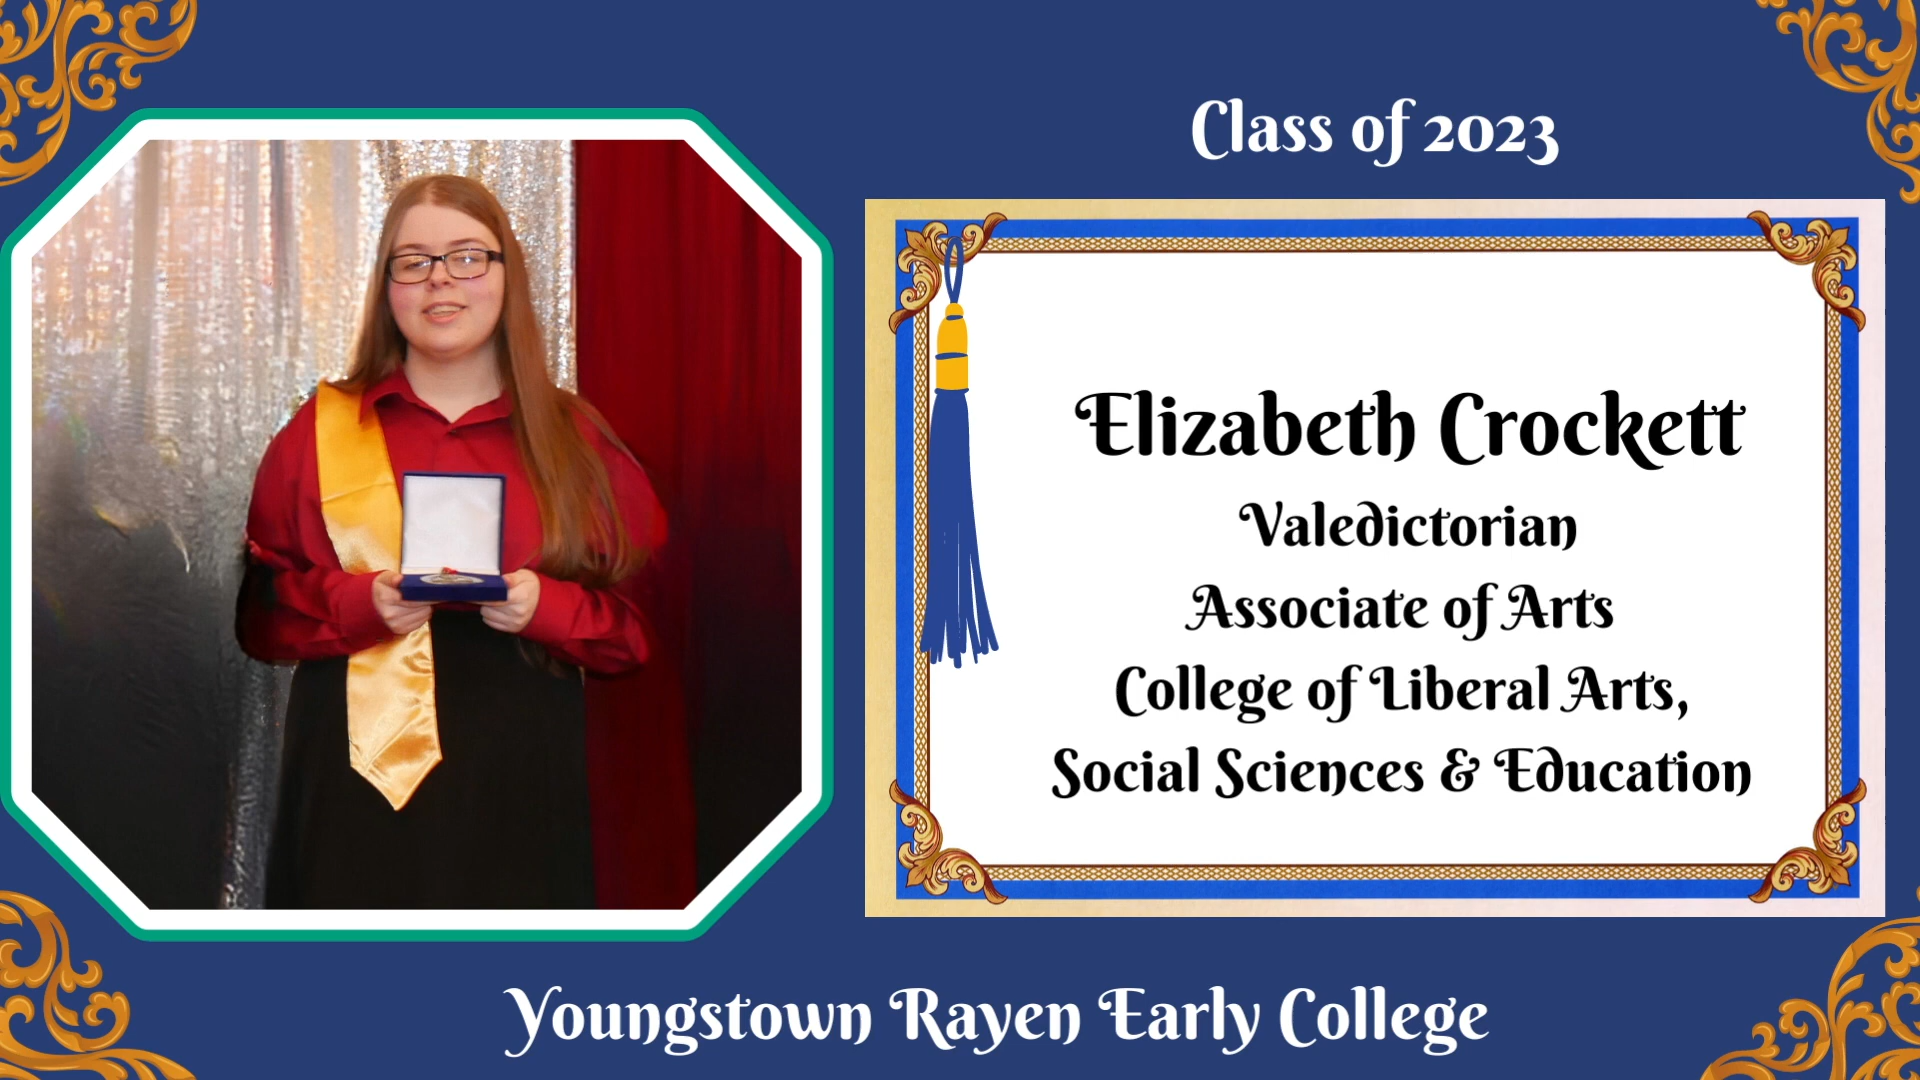 Class of 2023
Elizabeth Crockett
Valedictorian
Associate of Arts
College of Liberal Arts,
Social Sciences & Education
Youngstown Rayen Early College